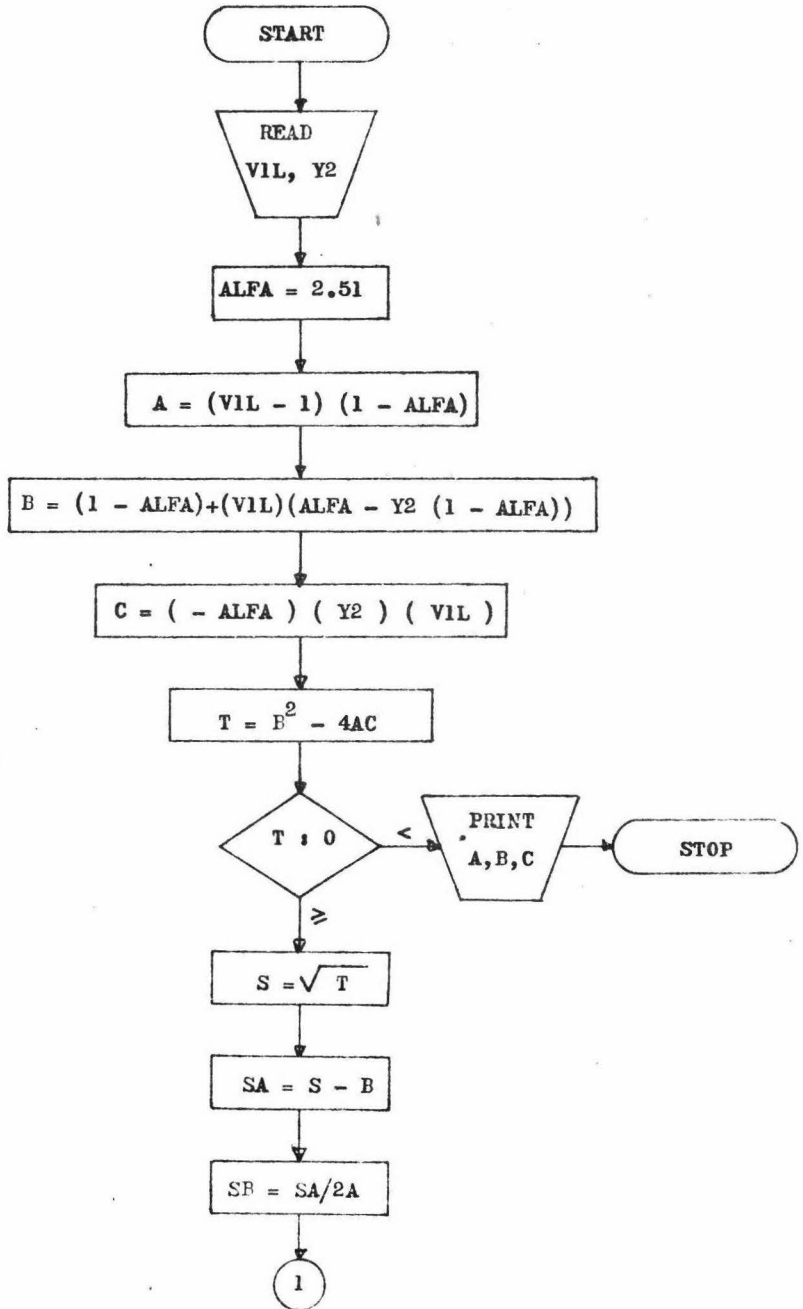 START
READ
V1L, Y2
ALFA = 2.51
A = (V1L - 1) (1 - ALFA)
B = (1 - ALFA)+(V1L)(ALFA - Y2 (1 - ALFA))
C = ( - ALFA ) ( Y2 ) ( V1L )
T = B² - 4AC
T : 0
<
PRINT
A,B,C
STOP
≥
S = √T
SA = S - B
SB = SA/2A
1